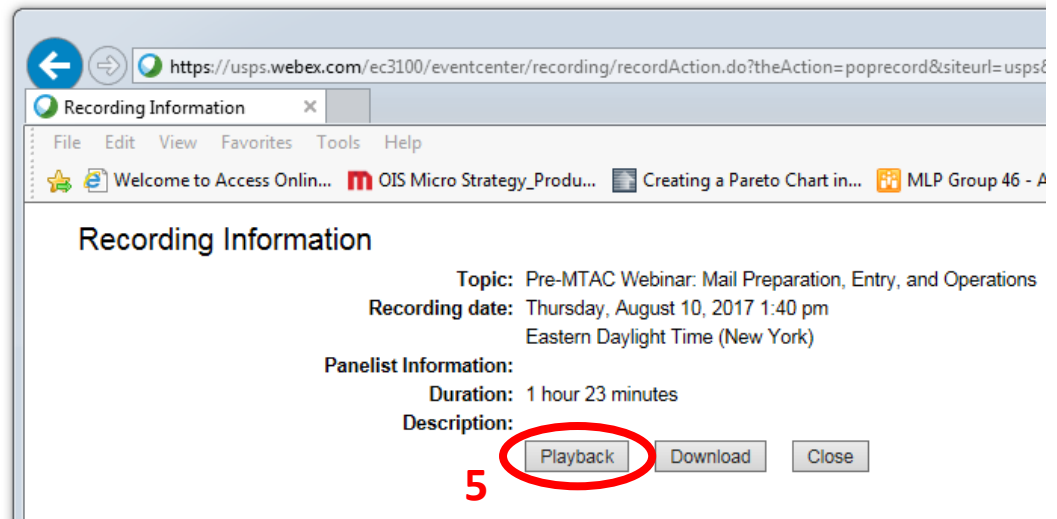 https://usps.webex.com/ec3100/eventcenter/recording/recordAction.do?theAction=poprecord&siteurl=usps&
Recording Information ×
File Edit View Favorites Tools Help
Welcome to Access Onlin... OIS Micro Strategy_Produ... Creating a Pareto Chart in... MLP Group 46 - A
Recording Information
Topic: Pre-MTAC Webinar: Mail Preparation, Entry, and Operations
Recording date: Thursday, August 10, 2017 1:40 pm
Eastern Daylight Time (New York)
Panelist Information:
Duration: 1 hour 23 minutes
Description:
Playback Download Close
5